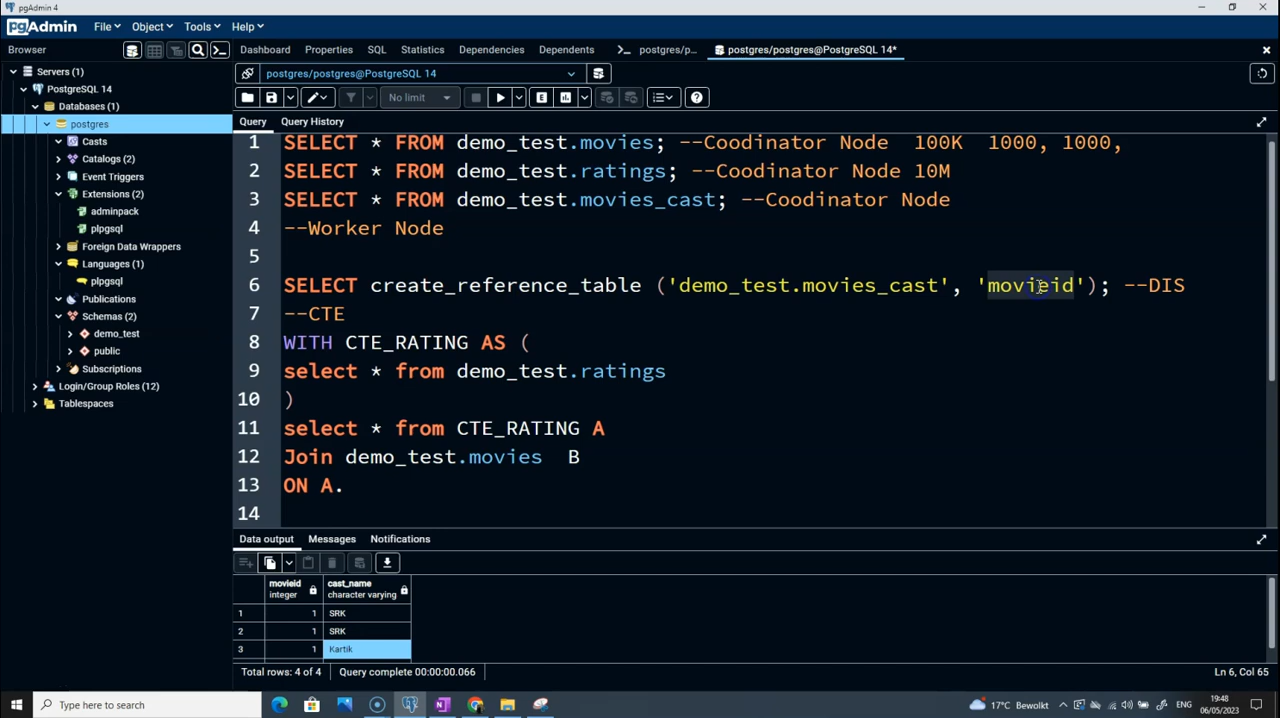 pgAdmin 4
pgAdmin File Object Tools Help
Browser Dashboard Properties SQL Statistics Dependencies Dependents postgres/p... postgres/postgres@PostgreSQL 14*
Servers (1)
PostgreSQL 14
Databases (1)
postgres
Casts
Catalogs (2)
Event Triggers
Extensions (2)
adminpack
plpgsql
Foreign Data Wrappers
Languages (1)
plpgsql
Publications
Schemas (2)
demo_test
public
Subscriptions
Login/Group Roles (12)
Tablespaces
postgres/postgres@PostgreSQL 14
No limit
Query Query History
1 SELECT * FROM demo_test.movies; --Coodinator Node 100K 1000, 1000,
2 SELECT * FROM demo_test.ratings; --Coodinator Node 10M
3 SELECT * FROM demo_test.movies_cast; --Coodinator Node
4 --Worker Node
5
6 SELECT create_reference_table ('demo_test.movies_cast', 'movieid'); --DIS
7 --CTE
8 WITH CTE_RATING AS (
9 select * from demo_test.ratings
10 )
11 select * from CTE_RATING A
12 Join demo_test.movies B
13 ON A.
14
Data output Messages Notifications
movieid cast_name
integer character varying
1 1 SRK
2 1 SRK
3 1 Kartik
Total rows: 4 of 4 Query complete 00:00:00.066 Ln 6, Col 65
Type here to search 17°C Bewolkt 19:48
06/05/2023